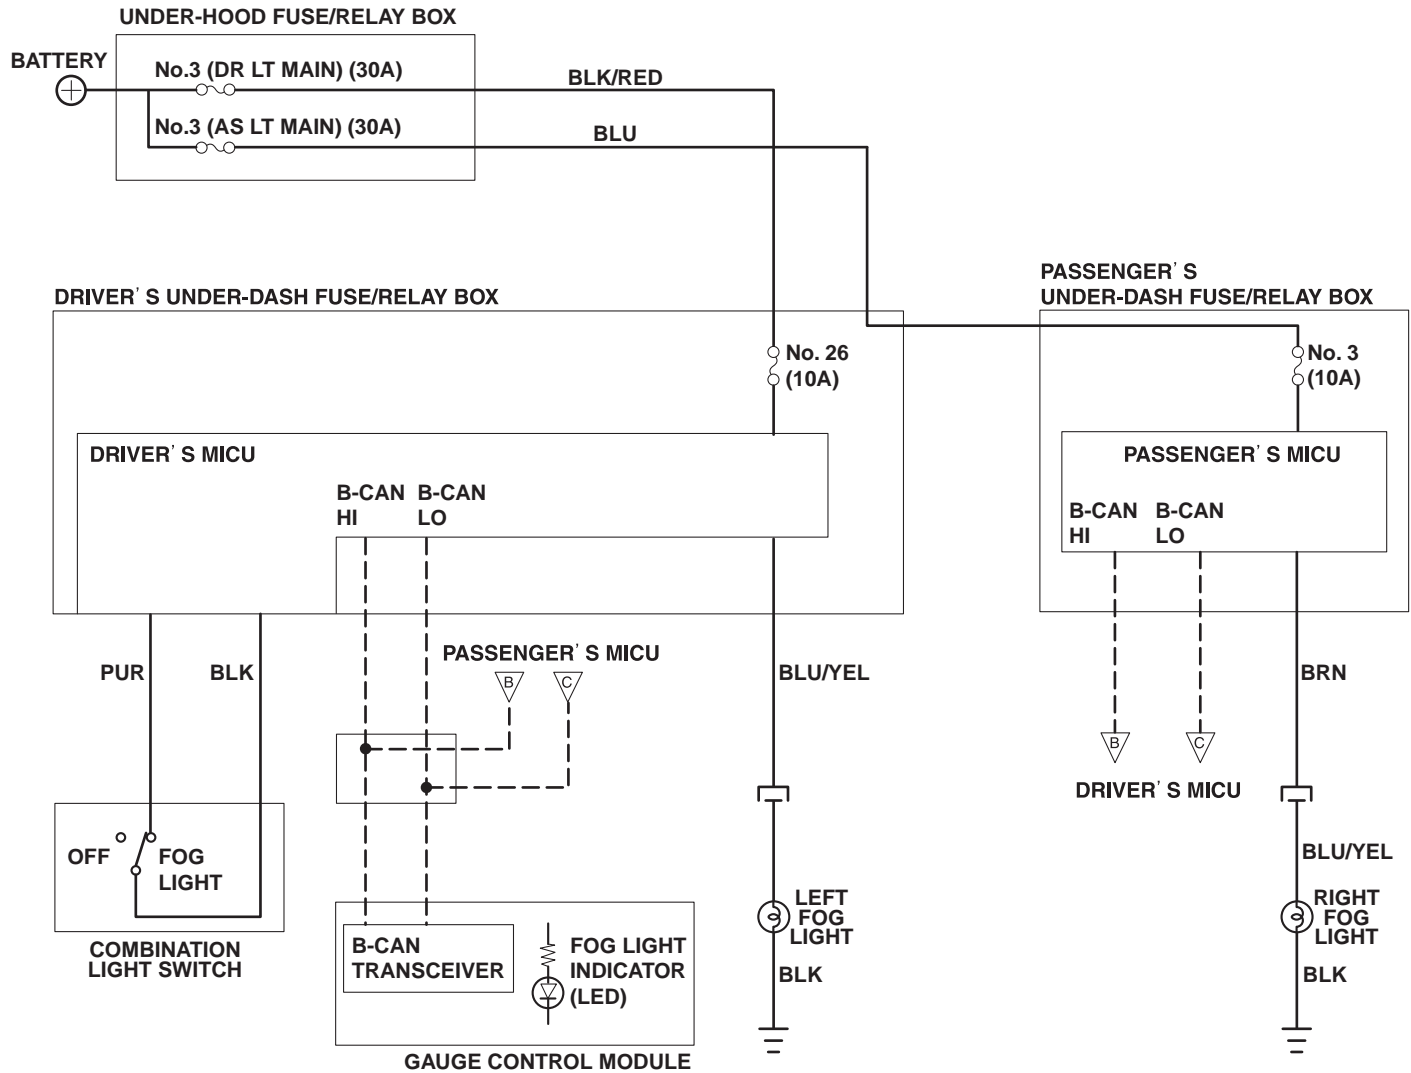 UNDER-HOOD FUSE/RELAY BOX
BATTERY
No.3 (DR LT MAIN) (30A)
BLK/RED
No.3 (AS LT MAIN) (30A)
BLU
PASSENGER' S
UNDER-DASH FUSE/RELAY BOX
DRIVER' S UNDER-DASH FUSE/RELAY BOX
No. 26
(10A)
No. 3
(10A)
DRIVER' S MICU
PASSENGER' S MICU
B-CAN
HI
B-CAN
LO
B-CAN
HI
B-CAN
LO
PUR
BLK
PASSENGER' S MICU
B
C
BLU/YEL
BRN
B
C
DRIVER' S MICU
OFF
FOG
LIGHT
COMBINATION
LIGHT SWITCH
BLU/YEL
LEFT
FOG
LIGHT
RIGHT
FOG
LIGHT
B-CAN
TRANSCEIVER
FOG LIGHT
INDICATOR
(LED)
BLK
BLK
GAUGE CONTROL MODULE